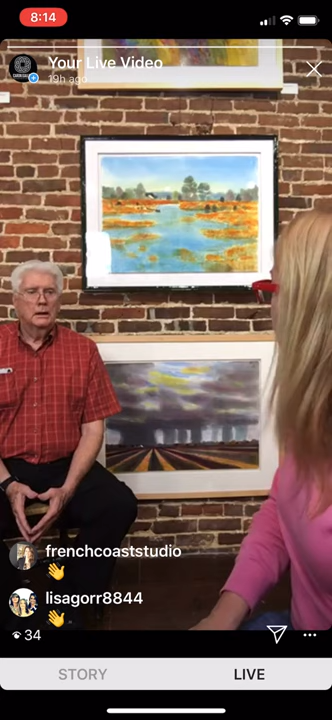 8:14
Your Live Video
19h ago
frenchcoaststudio
👋
lisagorr8844
👋
34
STORY
LIVE